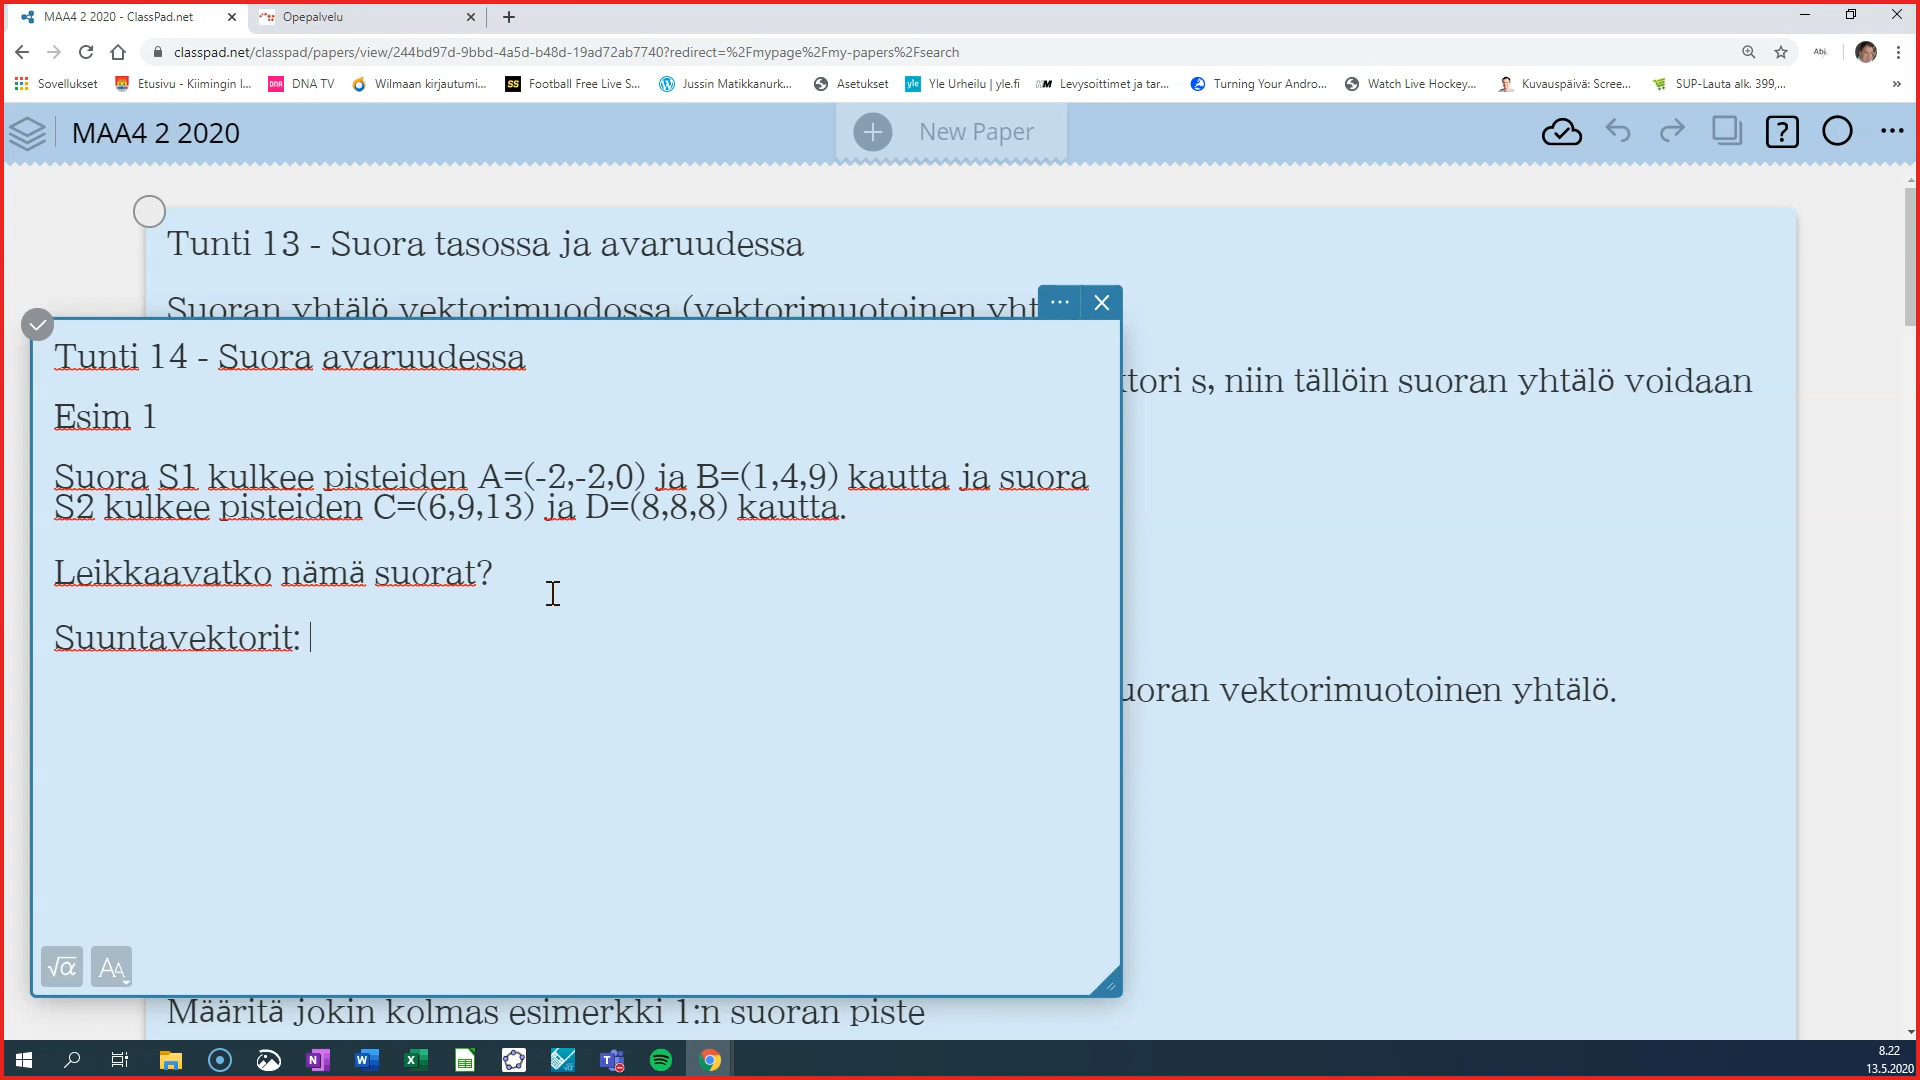 MAA4 2 2020 - ClassPad.net
Opepalvelu
classpad.net/classpad/papers/view/244bd97d-9bbd-4a5d-b48d-19ad72ab7740?redirect=%2Fmypage%2Fmy-papers%2Fsearch
Sovellukset
Etusivu - Kiimingin l...
DNA TV
Wilmaan kirjautumi...
Football Free Live S...
Jussin Matikkanurk...
Asetukset
Yle Urheilu | yle.fi
Levysoittimet ja tar...
Turning Your Andro...
Watch Live Hockey...
Kuvauspäivä: Scree...
SUP-Lauta alk. 399,...
MAA4 2 2020
New Paper
Tunti 13 - Suora tasossa ja avaruudessa
Suoran yhtälö vektorimuodossa (vektorimuotoinen yht
Tunti 14 - Suora avaruudessa
ktori s, niin tällöin suoran yhtälö voidaan
Esim 1
Suora S1 kulkee pisteiden A=(-2,-2,0) ja B=(1,4,9) kautta ja suora
S2 kulkee pisteiden C=(6,9,13) ja D=(8,8,8) kautta.
Leikkaavatko nämä suorat?
Suuntavektorit:
uoran vektorimuotoinen yhtälö.
√α AA
Määritä jokin kolmas esimerkki 1:n suoran piste
8.22
13.5.2020